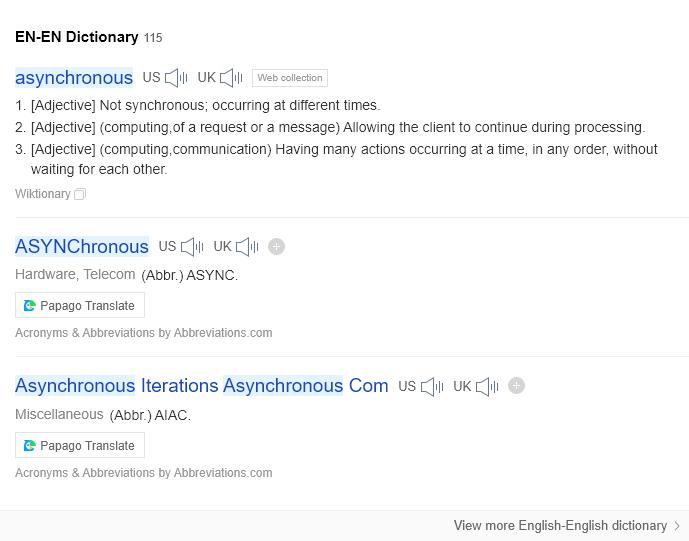 EN-EN Dictionary 115
asynchronous US UK Web collection
1. [Adjective] Not synchronous; occurring at different times.
2. [Adjective] (computing,of a request or a message) Allowing the client to continue during processing.
3. [Adjective] (computing,communication) Having many actions occurring at a time, in any order, without
waiting for each other.
Wiktionary
ASYNChronous US UK
Hardware, Telecom (Abbr.) ASYNC.
Papago Translate
Acronyms & Abbreviations by Abbreviations.com
Asynchronous Iterations Asynchronous Com US UK
Miscellaneous (Abbr.) AIAC.
Papago Translate
Acronyms & Abbreviations by Abbreviations.com
View more English-English dictionary